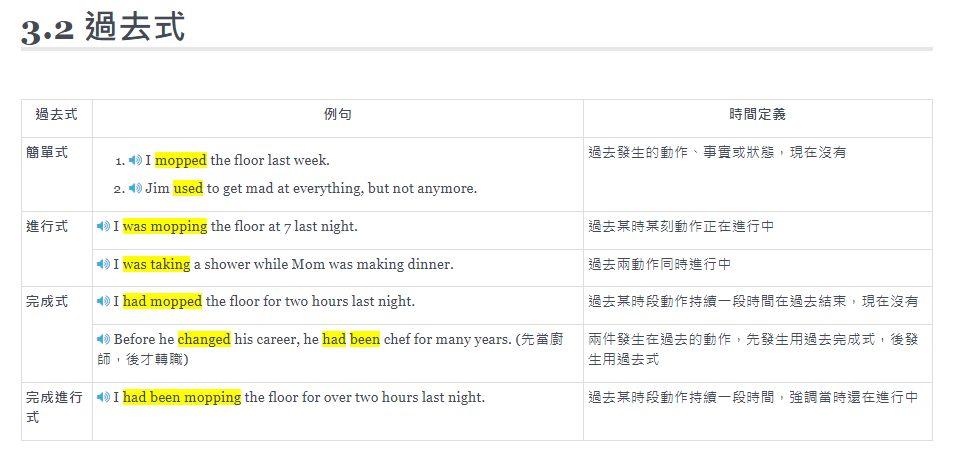 3.2 過去式
過去式
例句
時間定義
簡單式
1. I mopped the floor last week.
2. Jim used to get mad at everything, but not anymore.
過去發生的動作、事實或狀態，現在沒有
進行式
I was mopping the floor at 7 last night.
過去某時某刻動作正在進行中
I was taking a shower while Mom was making dinner.
過去兩動作同時進行中
完成式
I had mopped the floor for two hours last night.
過去某時段動作持續一段時間在過去結束，現在沒有
Before he changed his career, he had been chef for many years. (先當廚
師，後才轉職)
兩件發生在過去的動作，先發生用過去完成式，後發
生用過去式
完成進行
式
I had been mopping the floor for over two hours last night.
過去某時段動作持續一段時間，強調當時還在進行中